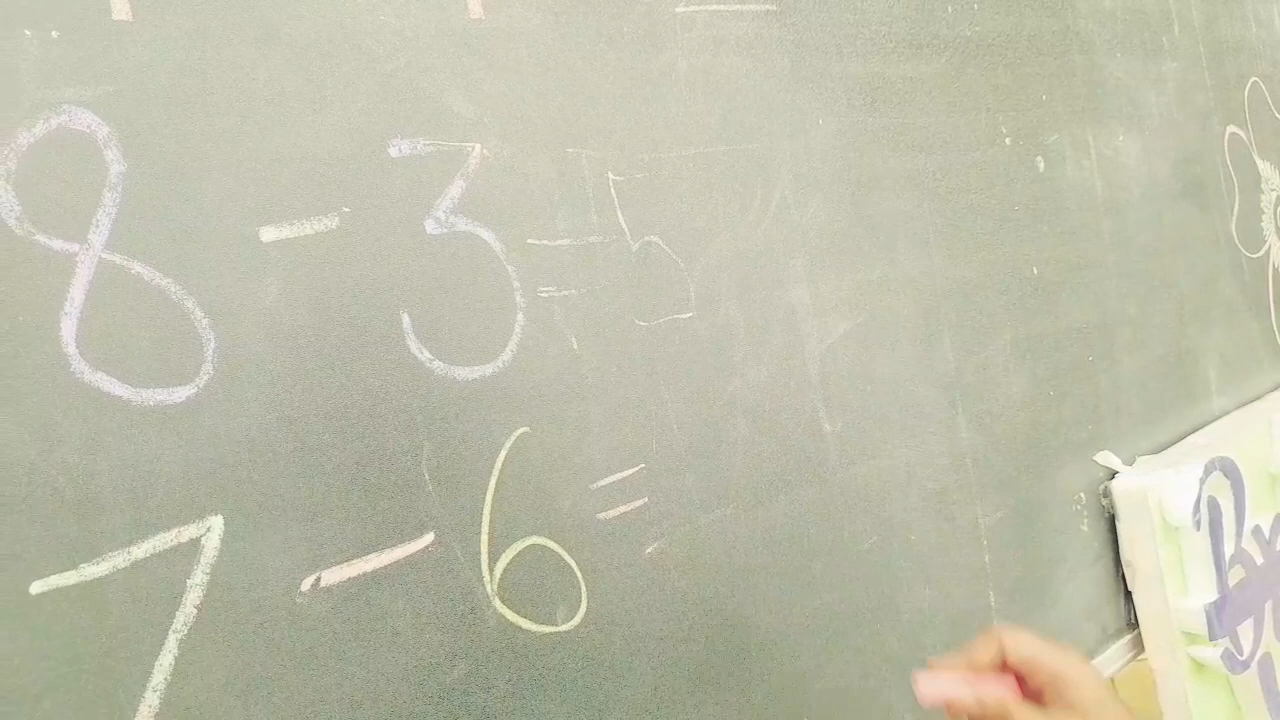 8 - 3 = 5
7 - 6 =